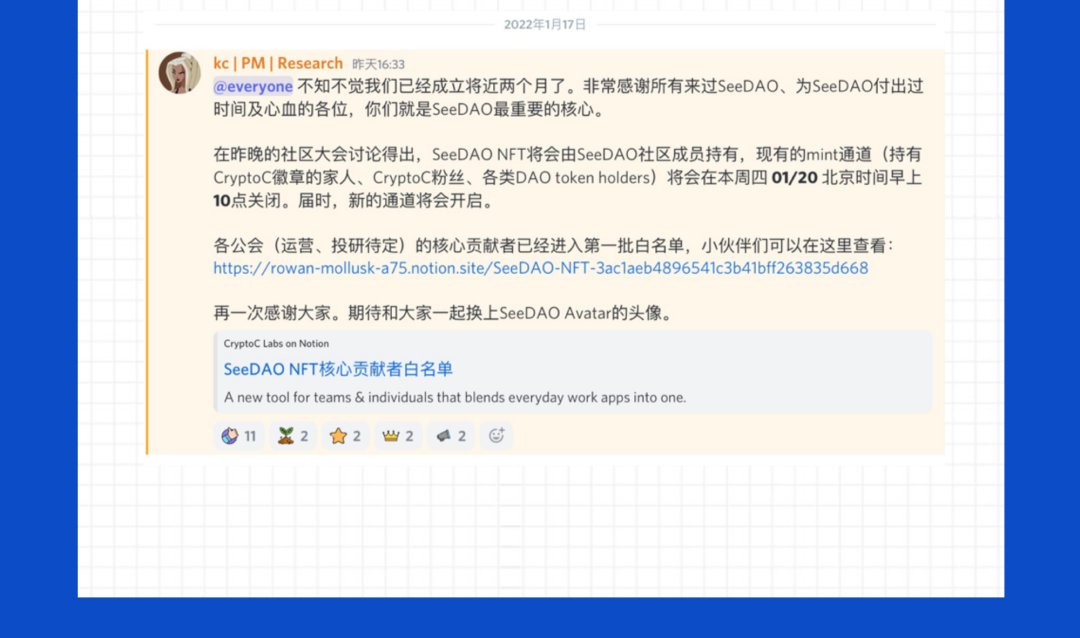 2022年1月17日
kc | PM | Research 昨天16:33
@everyone 不知不觉我们已经成立将近两个月了。非常感谢所有来过SeeDAO、为SeeDAO付出过
时间及心血的各位，你们就是SeeDAO最重要的核心。
在昨晚的社区大会讨论得出，SeeDAO NFT将会由SeeDAO社区成员持有，现有的mint通道（持有
CryptoC徽章的家人、CryptoC粉丝、各类DAO token holders）将会在本周四 01/20 北京时间早上
10点关闭。届时，新的通道将会开启。
各公会（运营、投研待定）的核心贡献者已经进入第一批白名单，小伙伴们可以在这里查看：
https://rowan-mollusk-a75.notion.site/SeeDAO-NFT-3ac1aeb4896541c3b41bff263835d668
再一次感谢大家。期待和大家一起换上SeeDAO Avatar的头像。
CryptoC Labs on Notion
SeeDAO NFT核心贡献者白名单
A new tool for teams & individuals that blends everyday work apps into one.
11 2 2 2 2